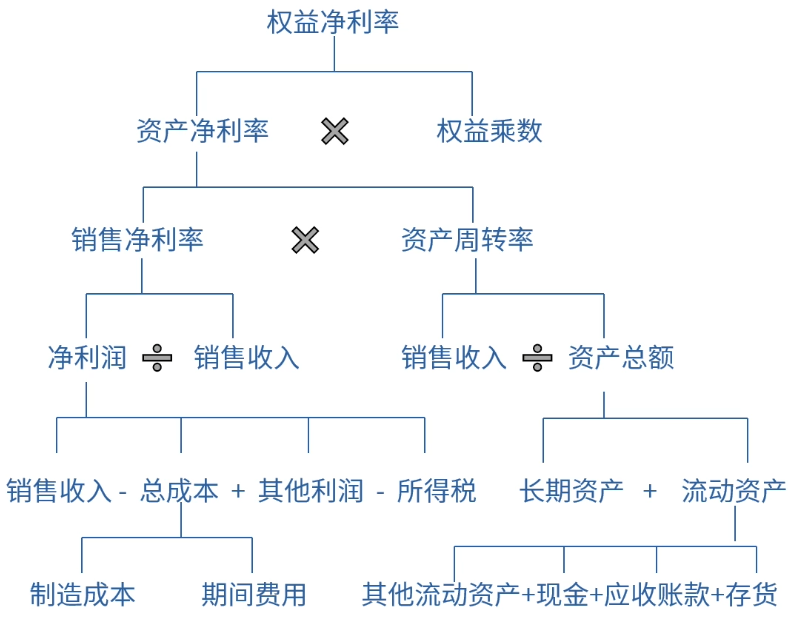 权益净利率
资产净利率 × 权益乘数
销售净利率 × 资产周转率
净利润 ÷ 销售收入 销售收入 ÷ 资产总额
销售收入 - 总成本 + 其他利润 - 所得税 长期资产 + 流动资产
制造成本 期间费用 其他流动资产+现金+应收账款+存货